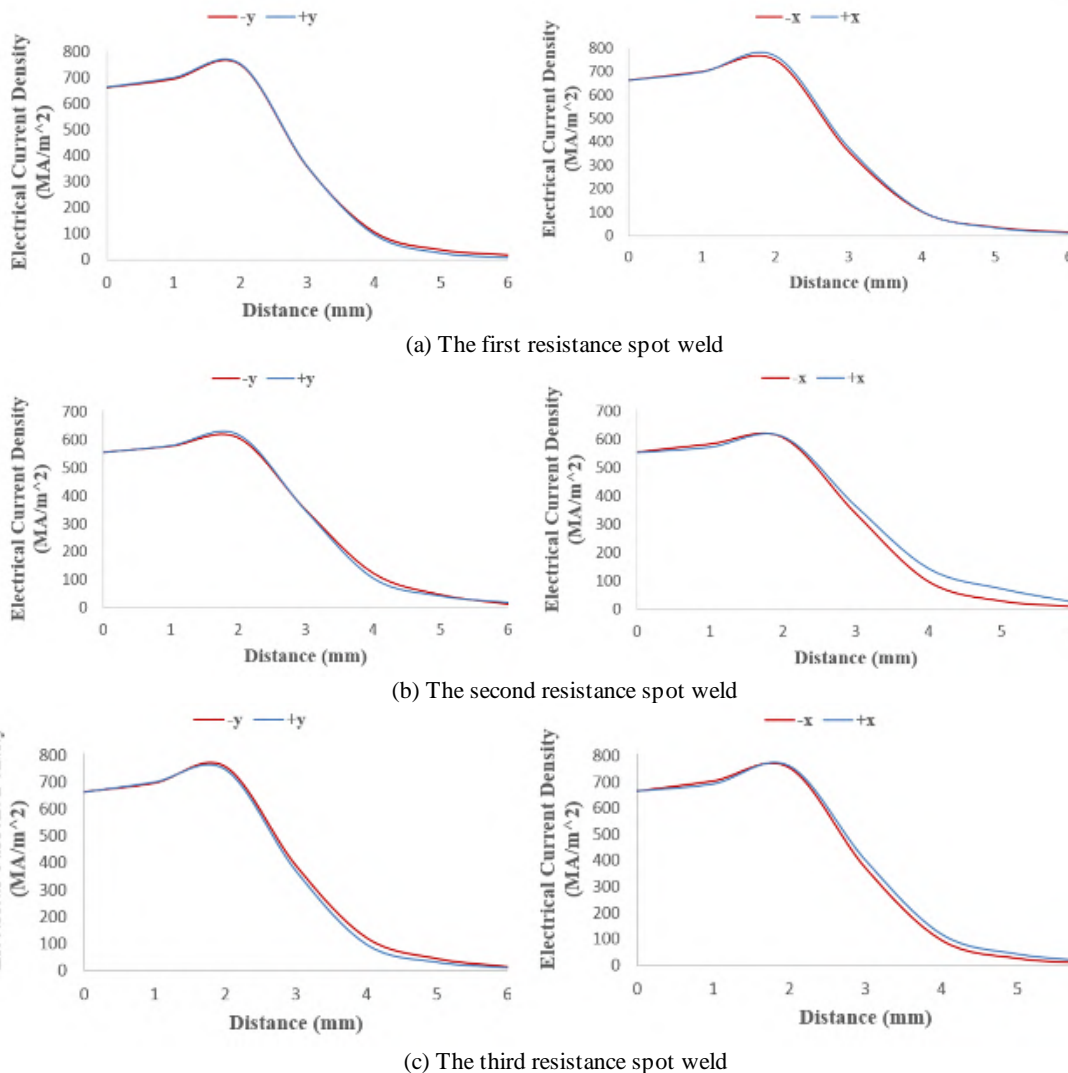 -y +y
800
700
600
500
400
300
200
100
0
0 1 2 3 4 5 6
Electrical Current Density
(MA/m^2)
Distance (mm)
-x +x
800
700
600
500
400
300
200
100
0
0 1 2 3 4 5 6
Electrical Current Density
(MA/m^2)
Distance (mm)
(a) The first resistance spot weld
-y +y
700
600
500
400
300
200
100
0
0 1 2 3 4 5 6
Electrical Current Density
(MA/m^2)
Distance (mm)
-x +x
700
600
500
400
300
200
100
0
0 1 2 3 4 5
Electrical Current Density
(MA/m^2)
Distance (mm)
(b) The second resistance spot weld
-y +y
800
700
600
500
400
300
200
100
0
0 1 2 3 4 5 6
(MA/m^2)
Distance (mm)
-x +x
800
700
600
500
400
300
200
100
0
0 1 2 3 4 5
Electrical Current Density
(MA/m^2)
Distance (mm)
(c) The third resistance spot weld